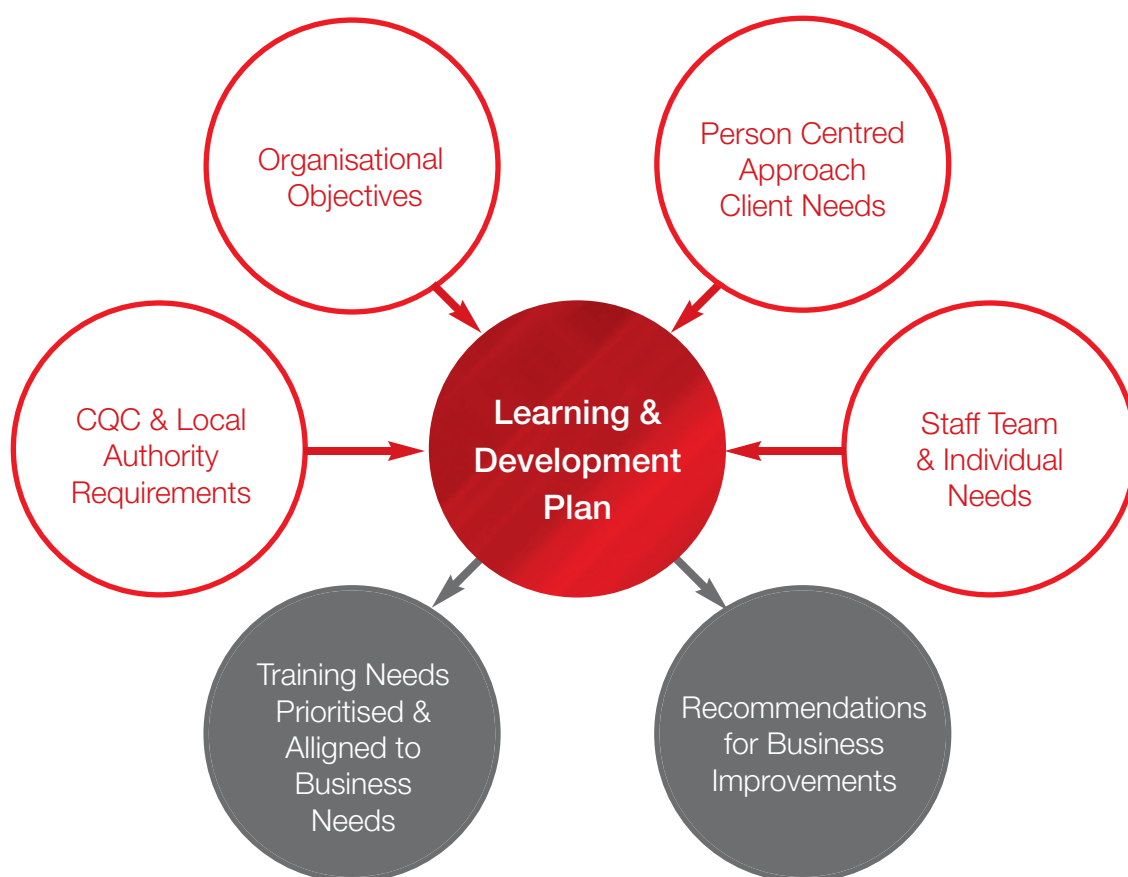 Organisational
Objectives
Person Centred
Approach
Client Needs
CQC & Local
Authority
Requirements
Learning &
Development
Plan
Staff Team
& Individual
Needs
Training Needs
Prioritised &
Alligned to
Business
Needs
Recommendations
for Business
Improvements